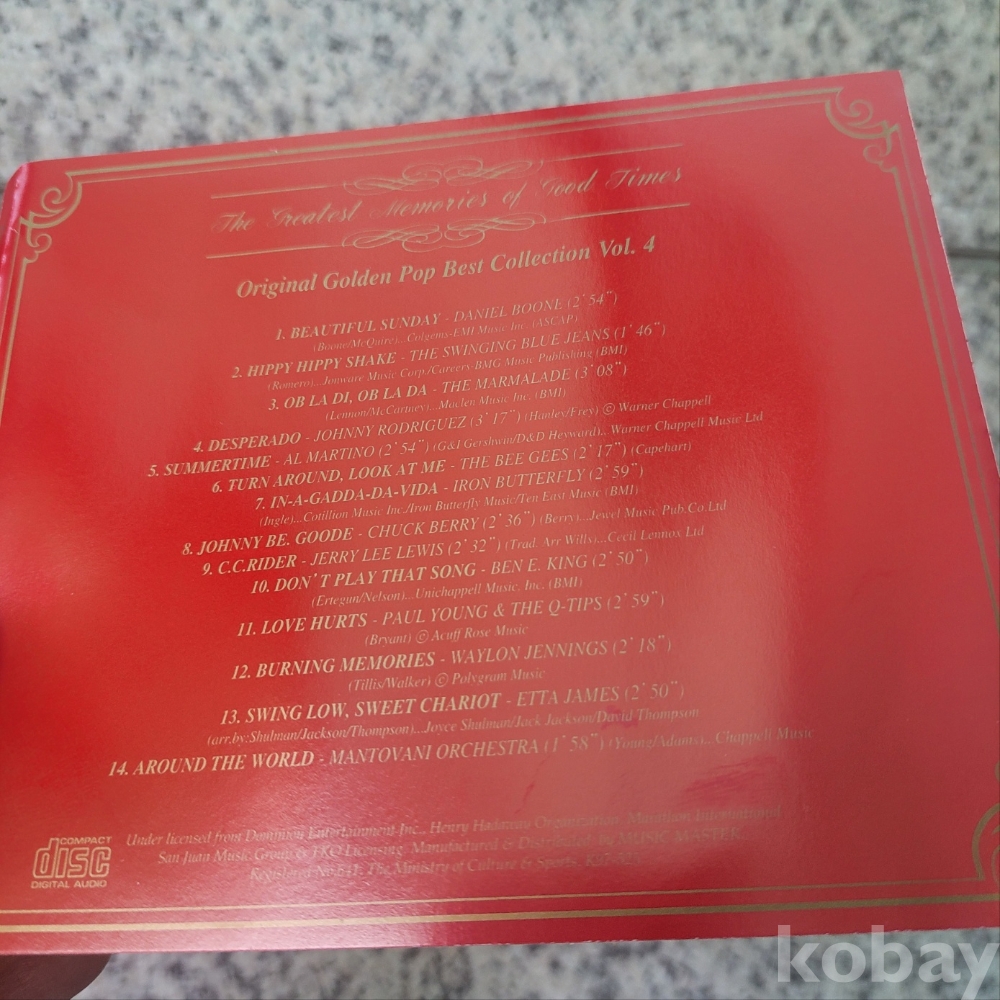 The Greatest Memories of Good Times
Original Golden Pop Best Collection Vol. 4
1. BEAUTIFUL SUNDAY - DANIEL BOONE (2'54")
(Boone/McQuire)...Colgems-EMI Music Inc. (ASCAP)
2. HIPPY HIPPY SHAKE - THE SWINGING BLUE JEANS (1'46")
(Romero)...Jonware Music Corp./Careers-BMG Music Publishing (BMI)
3. OB LA DI, OB LA DA - THE MARMALADE (3'08")
(Lennon/McCartney)...Maclen Music Inc. (BMI)
4. DESPERADO - JOHNNY RODRIGUEZ (3'17") (Hanley/Frey) ⓒ Warner Chappell
5. SUMMERTIME - AL MARTINO (2'54") (G&I Gershwin/D&D Heyward).. Warner Chappell Music Ltd
6. TURN AROUND, LOOK AT ME - THE BEE GEES (2'17") (Capehart)
7. IN-A-GADDA-DA-VIDA - IRON BUTTERFLY (2'59")
(Ingle)...Cotillion Music Inc./Iron Butterfly Music/Ten East Music (BMI)
8. JOHNNY BE. GOODE - CHUCK BERRY (2'36") (Berry)...Jewel Music Pub.Co.Ltd
9. C.C.RIDER - JERRY LEE LEWIS (2'32") (Trad. Arr Wills)...Cecil Lennox Ltd
10. DON'T PLAY THAT SONG - BEN E. KING (2'50")
(Ertegun/Nelson)...Unichappell Music, Inc. (BMI)
11. LOVE HURTS - PAUL YOUNG & THE Q-TIPS (2'59")
(Bryant) ⓒ Acuff Rose Music
12. BURNING MEMORIES - WAYLON JENNINGS (2'18")
(Tillis/Walker) ⓒ Polygram Music
13. SWING LOW, SWEET CHARIOT - ETTA JAMES (2'50")
(arr.by:Shulman/Jackson/Thompson)...Joyce Shulman/Jack Jackson/David Thompson
14. AROUND THE WORLD - MANTOVANI ORCHESTRA (1'58") (Young/Adams)...Chappell Music
COMPACT
disc
DIGITAL AUDIO
Under licensed from Dominion Entertainment Inc., Henry Hadaway Organization, Marathon International
San Juan Music Group & TKO Licensing. Manufactured & Distributed by MUSIC MASTER
Registered No. The Ministry of Culture & Sports.
kobay